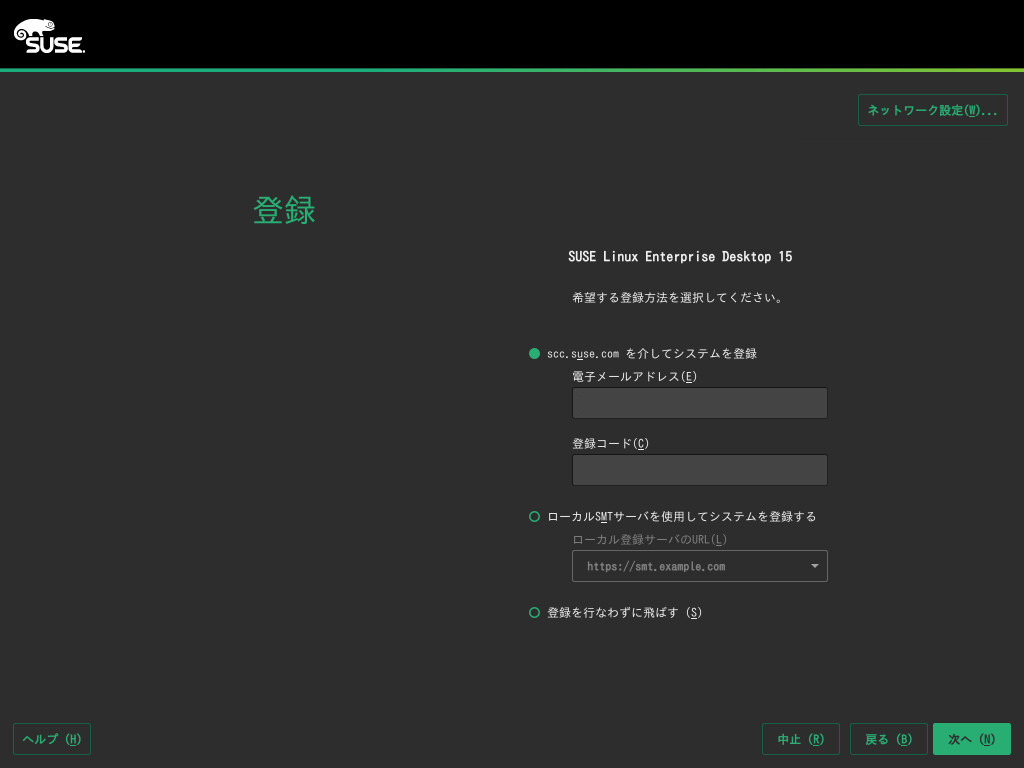 SUSE
ネットワーク設定(W)...
登録
SUSE Linux Enterprise Desktop 15
希望する登録方法を選択してください。
scc.suse.com を介してシステムを登録
電子メールアドレス(E)
登録コード(C)
ローカルSMTサーバを使用してシステムを登録する
ローカル登録サーバのURL(L)
https://smt.example.com
登録を行なわずに飛ばす (S)
ヘルプ (H)
中止 (R)
戻る (B)
次へ (N)